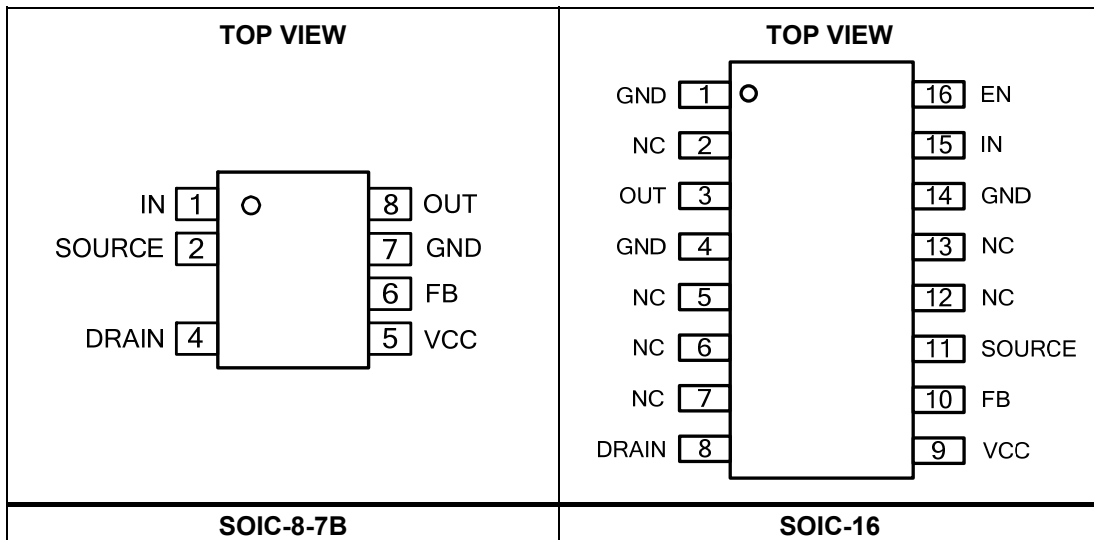 TOP VIEW
IN 1 8 OUT
SOURCE 2 7 GND
6 FB
DRAIN 4 5 VCC
SOIC-8-7B
TOP VIEW
GND 1 16 EN
NC 2 15 IN
OUT 3 14 GND
GND 4 13 NC
NC 5 12 NC
NC 6 11 SOURCE
NC 7 10 FB
DRAIN 8 9 VCC
SOIC-16